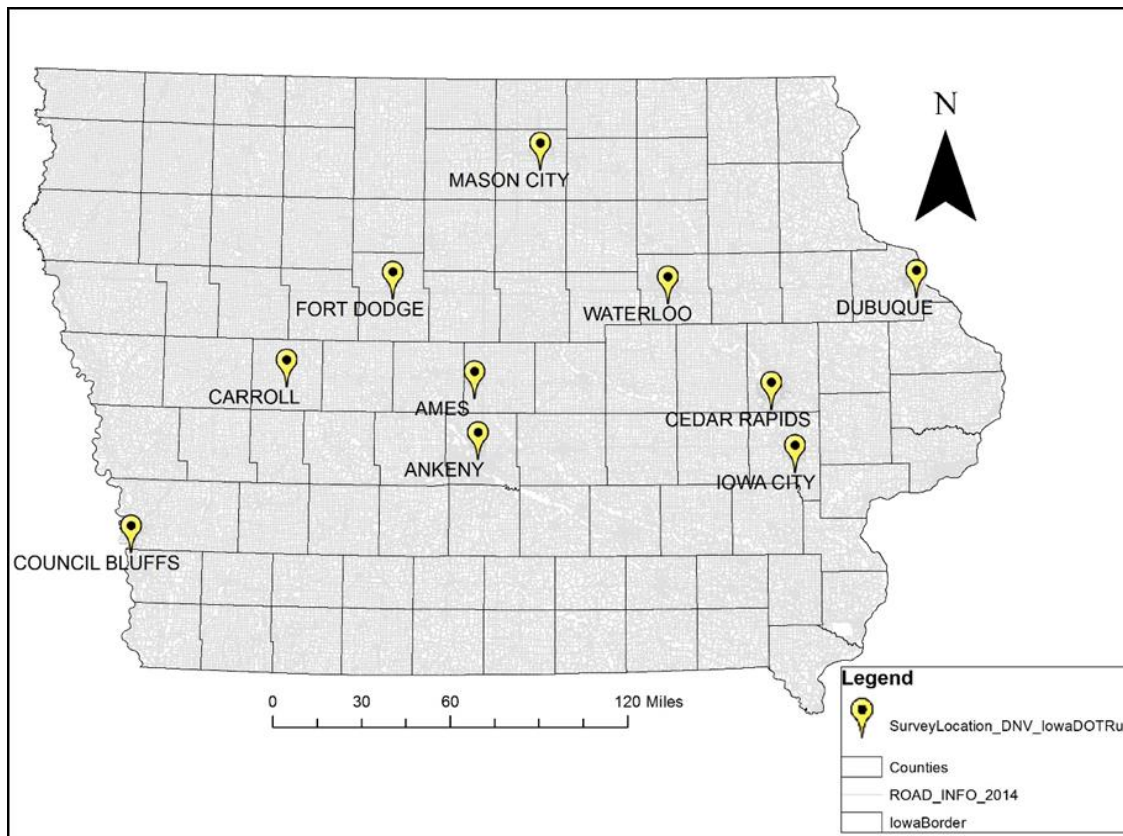 N
MASON CITY
FORT DODGE
WATERLOO
DUBUQUE
CARROLL
AMES
CEDAR RAPIDS
ANKENY
IOWA CITY
COUNCIL BLUFFS
0 30 60 120 Miles
Legend
SurveyLocation_DNV_IowaDOTRu
Counties
ROAD_INFO_2014
IowaBorder